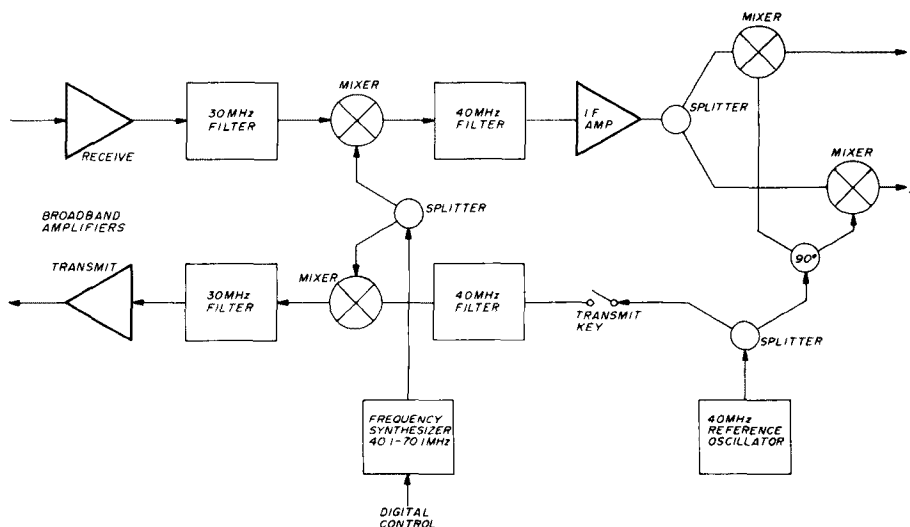 MIXER
30MHz
FILTER
MIXER
40MHz
FILTER
I F
AMP
SPLITTER
RECEIVE
MIXER
BROADBAND
AMPLIFIERS
SPLITTER
TRANSMIT
30MHz
FILTER
MIXER
40MHz
FILTER
TRANSMIT
KEY
90°
SPLITTER
FREQUENCY
SYNTHESIZER
40.1-70.1MHz
40MHz
REFERENCE
OSCILLATOR
DIGITAL
CONTROL